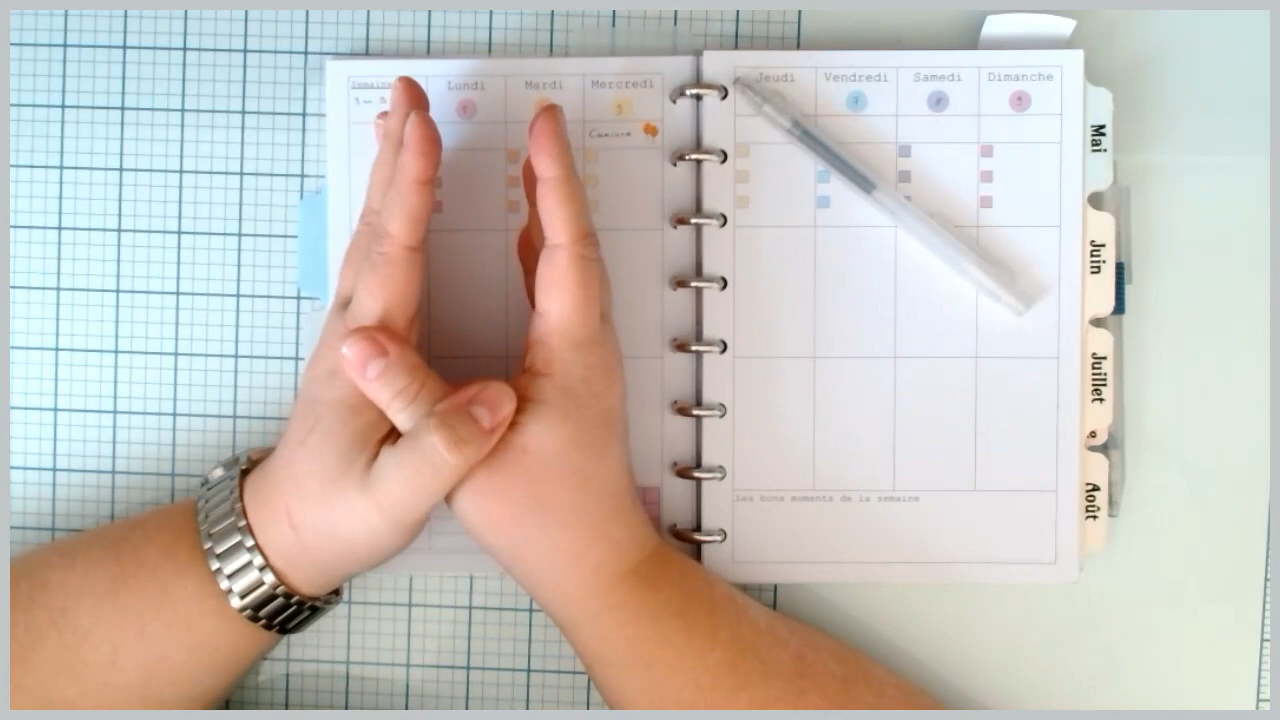 Semaine
Lundi
Mardi
Mercredi
Jeudi
Vendredi
Samedi
Dimanche
7
8
9
Les bons moments de la semaine
Mai
Juin
Juillet
Août